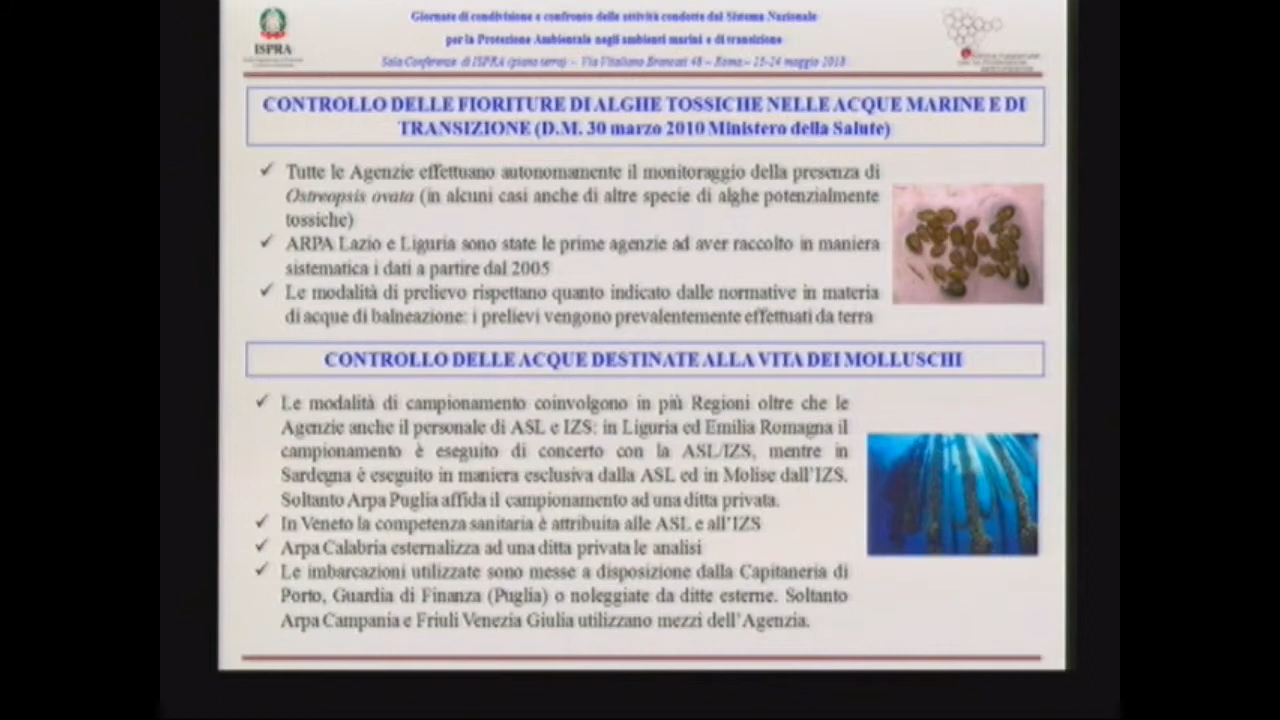 Giornate di condivisione e confronto delle attività condotte dal Sistema Nazionale
per la Protezione Ambientale negli ambienti marini e di transizione
Sala Conferenze di ISPRA (piano terra) – Via Vitaliano Brancati 48 – Roma – 23-24 maggio 2018
ISPRA
CONTROLLO DELLE FIORITURE DI ALGHE TOSSICHE NELLE ACQUE MARINE E DI
TRANSIZIONE (D.M. 30 marzo 2010 Ministero della Salute)
✓ Tutte le Agenzie effettuano autonomamente il monitoraggio della presenza di
Ostreopsis ovata (in alcuni casi anche di altre specie di alghe potenzialmente
tossiche)
✓ ARPA Lazio e Liguria sono state le prime agenzie ad aver raccolto in maniera
sistematica i dati a partire dal 2005
✓ Le modalità di prelievo rispettano quanto indicato dalle normative in materia
di acque di balneazione: i prelievi vengono prevalentemente effettuati da terra
CONTROLLO DELLE ACQUE DESTINATE ALLA VITA DEI MOLLUSCHI
✓ Le modalità di campionamento coinvolgono in più Regioni oltre che le
Agenzie anche il personale di ASL e IZS: in Liguria ed Emilia Romagna il
campionamento è eseguito di concerto con la ASL/IZS, mentre in
Sardegna è eseguito in maniera esclusiva dalla ASL ed in Molise dall'IZS.
Soltanto Arpa Puglia affida il campionamento ad una ditta privata.
✓ In Veneto la competenza sanitaria è attribuita alle ASL e all'IZS
✓ Arpa Calabria esternalizza ad una ditta privata le analisi
✓ Le imbarcazioni utilizzate sono messe a disposizione dalla Capitaneria di
Porto, Guardia di Finanza (Puglia) o noleggiate da ditte esterne. Soltanto
Arpa Campania e Friuli Venezia Giulia utilizzano mezzi dell'Agenzia.